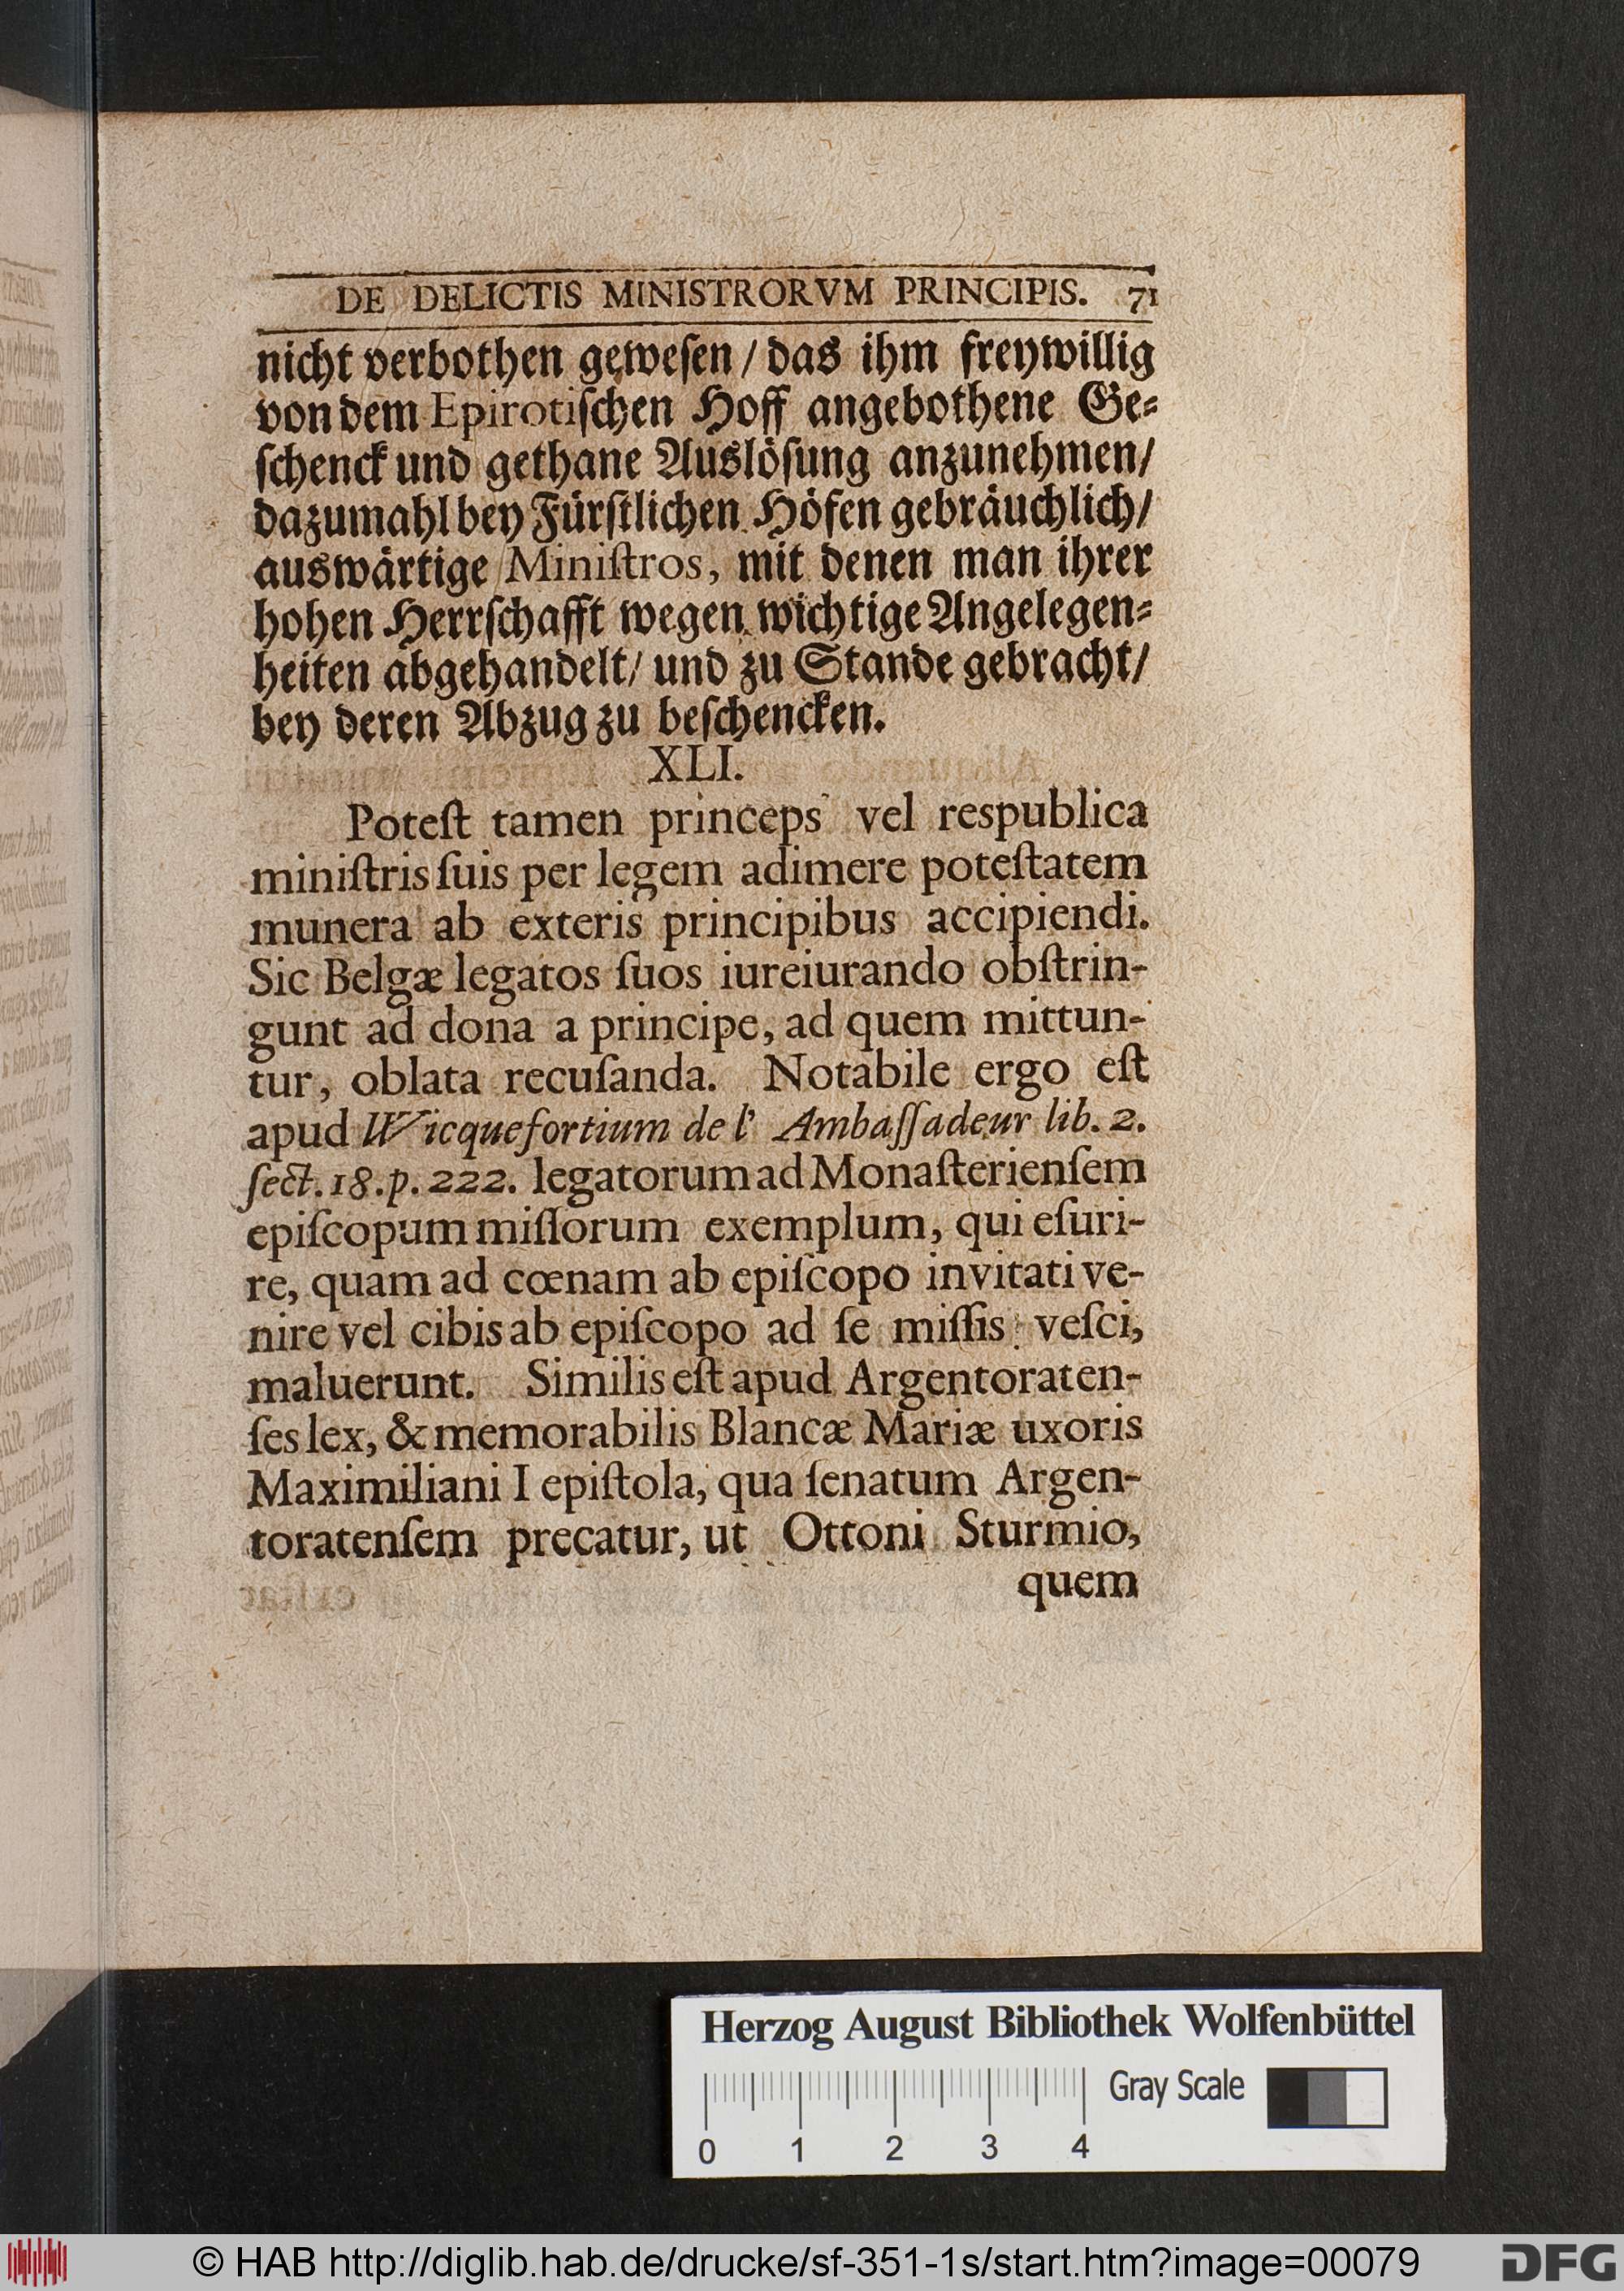 DE DELICTIS MINISTRORVM PRINCIPIS. 71
nicht verbothen geweſen / das ihm freywillig
von dem Epirotiſchen Hoff angebothene Ge-
ſchenck und gethane Auslöſung anzunehmen/
dazumahl bey Fürſtlichen Höfen gebräuchlich/
auswärtige Miniſtros, mit denen man ihrer
hohen Herrſchafft wegen wichtige Angelegen-
heiten abgehandelt/ und zu Stande gebracht/
bey deren Abzug zu beſchencken.
XLI.
Poteſt tamen princeps vel respublica
miniſtris ſuis per legem adimere poteſtatem
munera ab exteris principibus accipiendi.
Sic Belgæ legatos ſuos iureiurando obſtrin-
gunt ad dona a principe, ad quem mittun-
tur, oblata recuſanda. Notabile ergo eſt
apud Wicquefortium de l' Ambaſſadeur lib. 2.
ſect. 18. p. 222. legatorum ad Monaſterienſem
epiſcopum miſſorum exemplum, qui eſuri-
re, quam ad cœnam ab epiſcopo invitati ve-
nire vel cibis ab epiſcopo ad ſe miſſis veſci,
maluerunt. Similis eſt apud Argentoraten-
ſes lex, & memorabilis Blancæ Mariæ uxoris
Maximiliani I epiſtola, qua ſenatum Argen-
toratenſem precatur, ut Ottoni Sturmio,
quem
Herzog August Bibliothek Wolfenbüttel
Gray Scale
0 1 2 3 4
© HAB http://diglib.hab.de/drucke/sf-351-1s/start.htm?image=00079
DFG